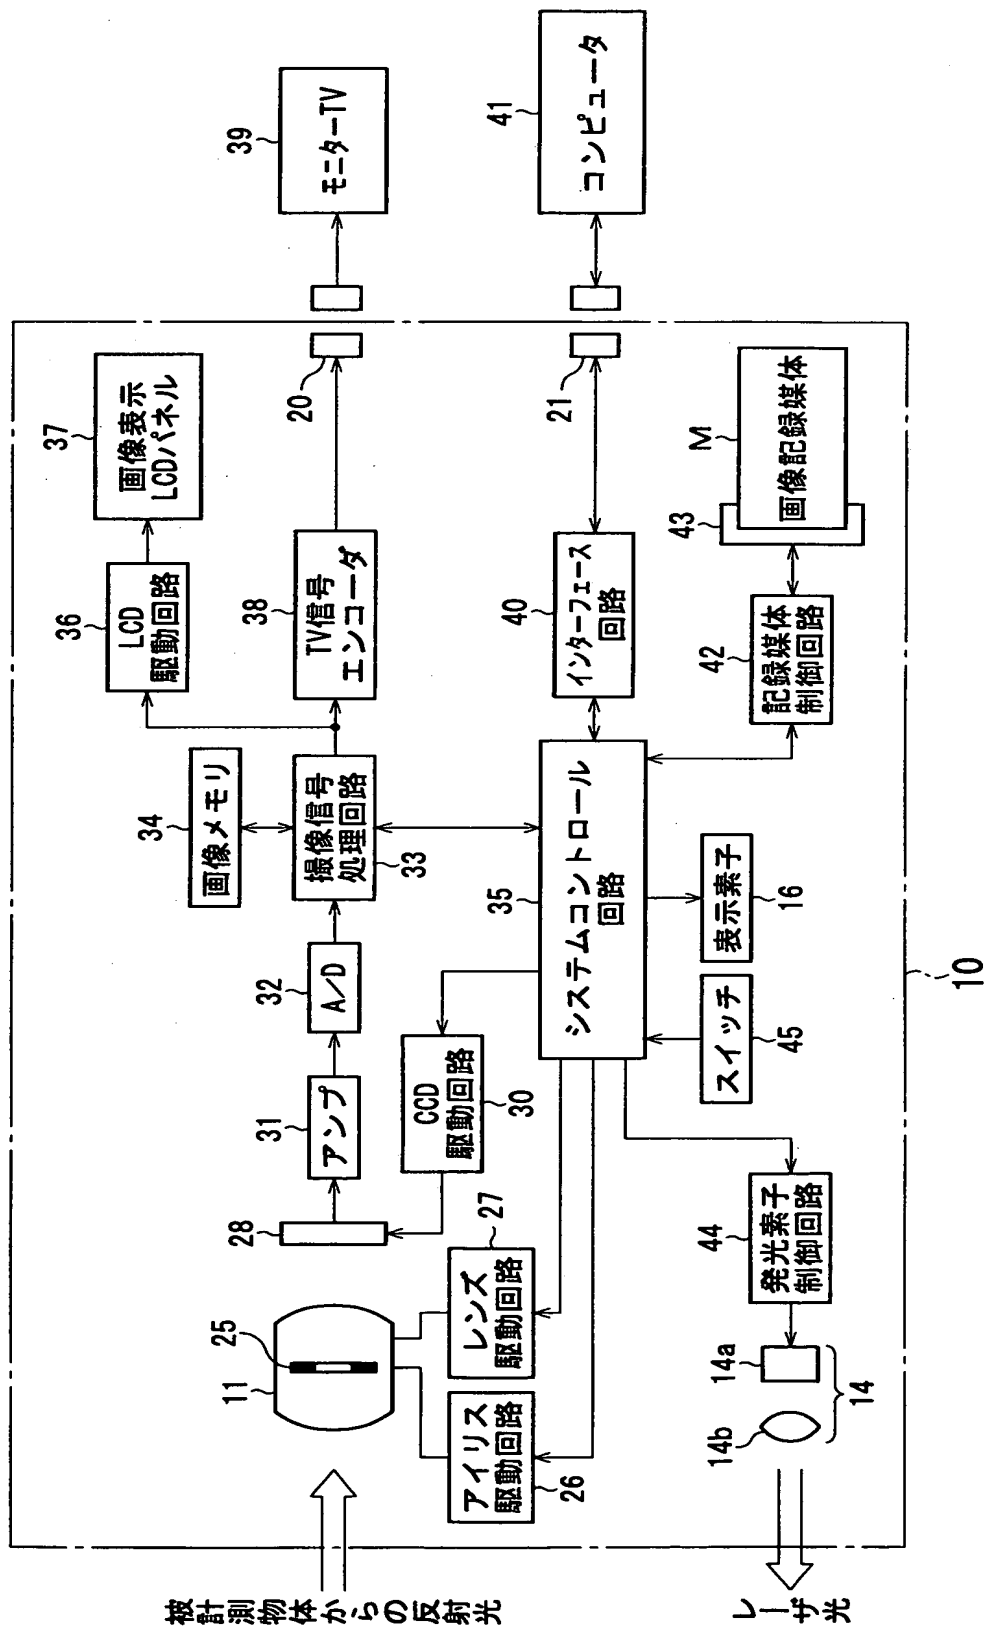 被計測物体からの反射光
レーザ光
11
25
アイリス
駆動回路
26
レンズ
駆動回路
27
28
アンプ
31
A/D
32
CCD
駆動回路
30
画像メモリ
34
撮像信号
処理回路
33
LCD
駆動回路
36
画像表示
LCDパネル
37
TV信号
エンコーダ
38
20
モニターTV
39
システムコントロール
回路
35
インターフェース
回路
40
21
コンピュータ
41
記録媒体
制御回路
42
43
画像記録媒体
M
表示素子
16
スイッチ
45
発光素子
制御回路
44
14a
14b
14
10